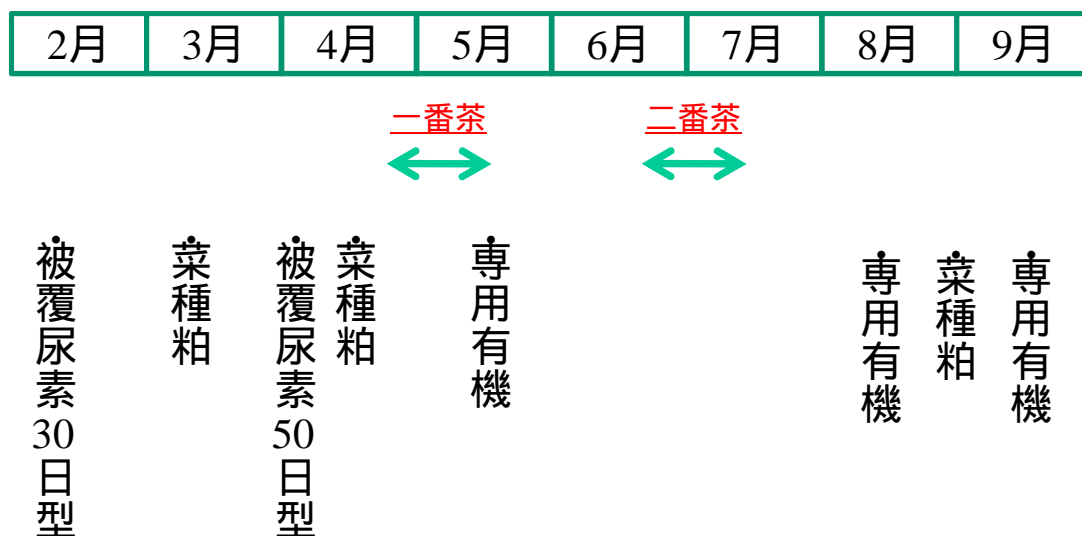 2月 3月 4月 5月 6月 7月 8月 9月
一番茶 二番茶
・被覆尿素30日型
・菜種粕
・被覆尿素50日型
・菜種粕
・専用有機
・専用有機
・菜種粕
・専用有機